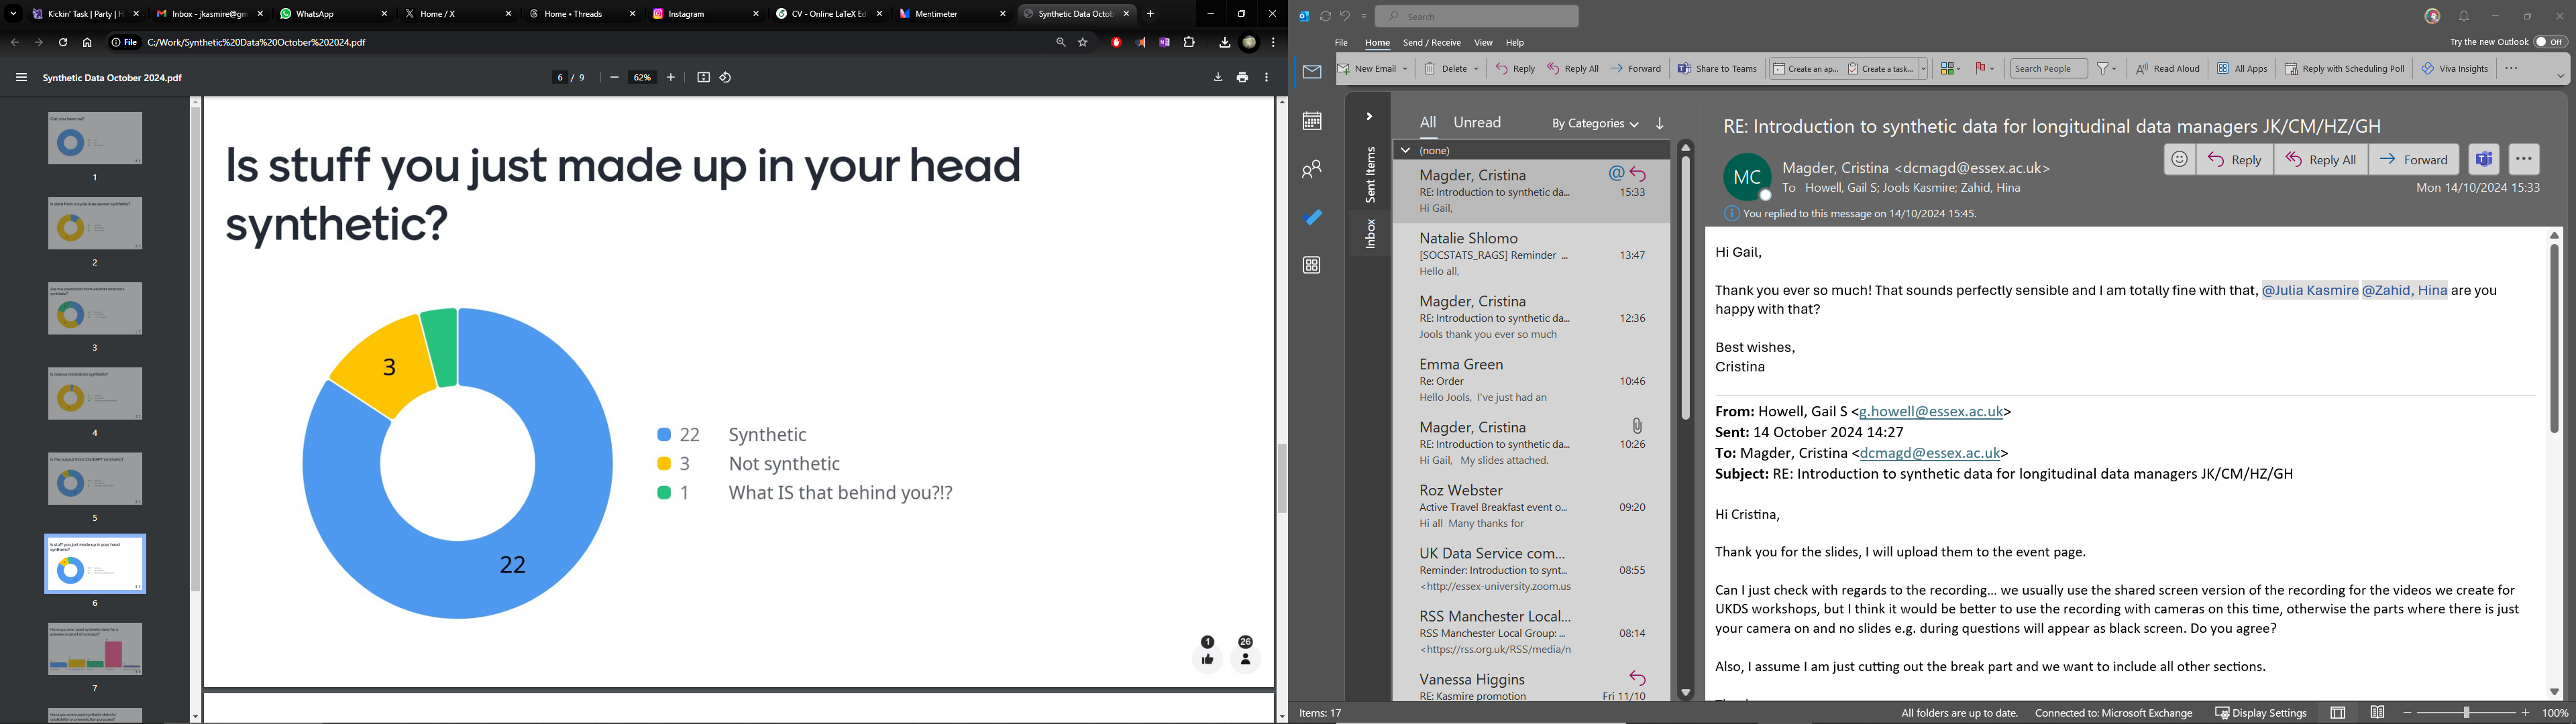 Kickin' Task | Party | H
Inbox - jkasmire@gm
WhatsApp
Home / X
Home • Threads
Instagram
CV - Online LaTeX Ed
Mentimeter
Synthetic Data Octob
File
C:/Work/Synthetic%20Data%20October%202024.pdf
Synthetic Data October 2024.pdf
6 / 9
62%
Can you hear me?
1
2
3
4
Is the output from ChatGPT synthetic?
5
Is stuff you just made up in your head
synthetic?
6
7
Is stuff you just made up in your head
synthetic?
3
22
22 Synthetic
3 Not synthetic
1 What IS that behind you?!?
1
26
Search
File
Home
Send / Receive
View
Help
Try the new Outlook
Off
New Email
Delete
Reply
Reply All
Forward
Share to Teams
Create an ap...
Create a task...
Search People
Read Aloud
All Apps
Reply with Scheduling Poll
Viva Insights
Sent Items
Inbox
All
Unread
By Categories
(none)
Magder, Cristina
RE: Introduction to synthetic da...
15:33
Hi Gail,
Natalie Shlomo
[SOCSTATS_RAGS] Reminder ...
13:47
Hello all,
Magder, Cristina
RE: Introduction to synthetic da...
12:36
Jools thank you ever so much
Emma Green
Re: Order
10:46
Hello Jools, I've just had an
Magder, Cristina
RE: Introduction to synthetic da...
10:26
Hi Gail, My slides attached.
Roz Webster
Active Travel Breakfast event o...
09:20
Hi all Many thanks for
UK Data Service com...
Reminder: Introduction to synt...
08:55
<http://essex-university.zoom.us
RSS Manchester Local...
RSS Manchester Local Group: ...
08:14
<https://rss.org.uk/RSS/media/n
Vanessa Higgins
RE: Kasmire promotion
Fri 11/10
RE: Introduction to synthetic data for longitudinal data managers JK/CM/HZ/GH
MC
Magder, Cristina <dcmagd@essex.ac.uk>
To Howell, Gail S; Jools Kasmire; Zahid, Hina
Reply
Reply All
Forward
Mon 14/10/2024 15:33
You replied to this message on 14/10/2024 15:45.
Hi Gail,
Thank you ever so much! That sounds perfectly sensible and I am totally fine with that, @Julia Kasmire @Zahid, Hina are you
happy with that?
Best wishes,
Cristina
From: Howell, Gail S <g.howell@essex.ac.uk>
Sent: 14 October 2024 14:27
To: Magder, Cristina <dcmagd@essex.ac.uk>
Subject: RE: Introduction to synthetic data for longitudinal data managers JK/CM/HZ/GH
Hi Cristina,
Thank you for the slides, I will upload them to the event page.
Can I just check with regards to the recording... we usually use the shared screen version of the recording for the videos we create for
UKDS workshops, but I think it would be better to use the recording with cameras on this time, otherwise the parts where there is just
your camera on and no slides e.g. during questions will appear as black screen. Do you agree?
Also, I assume I am just cutting out the break part and we want to include all other sections.
Items: 17
All folders are up to date.
Connected to: Microsoft Exchange
Display Settings
100%